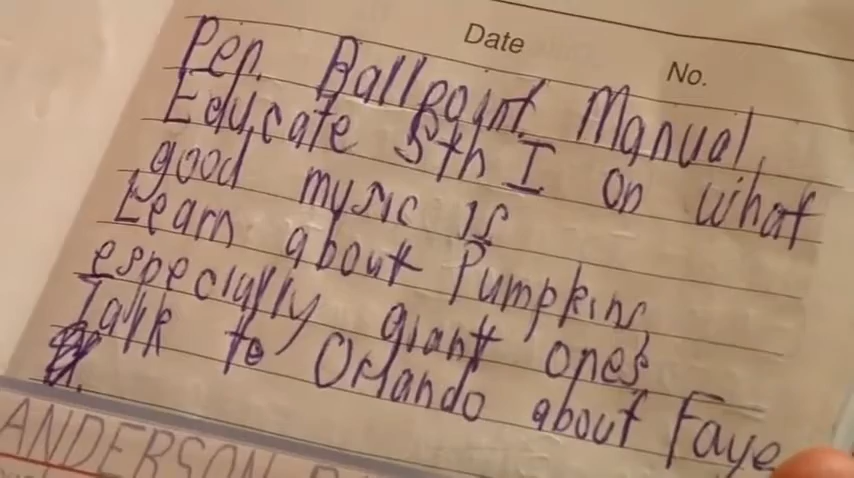 Date
No.
Pen. Ballpoint Manual
Educate 5th I on what
good music is
Learn about Pumpkins
especially giant ones
Talk to Orlando about Faye
ANDERSON